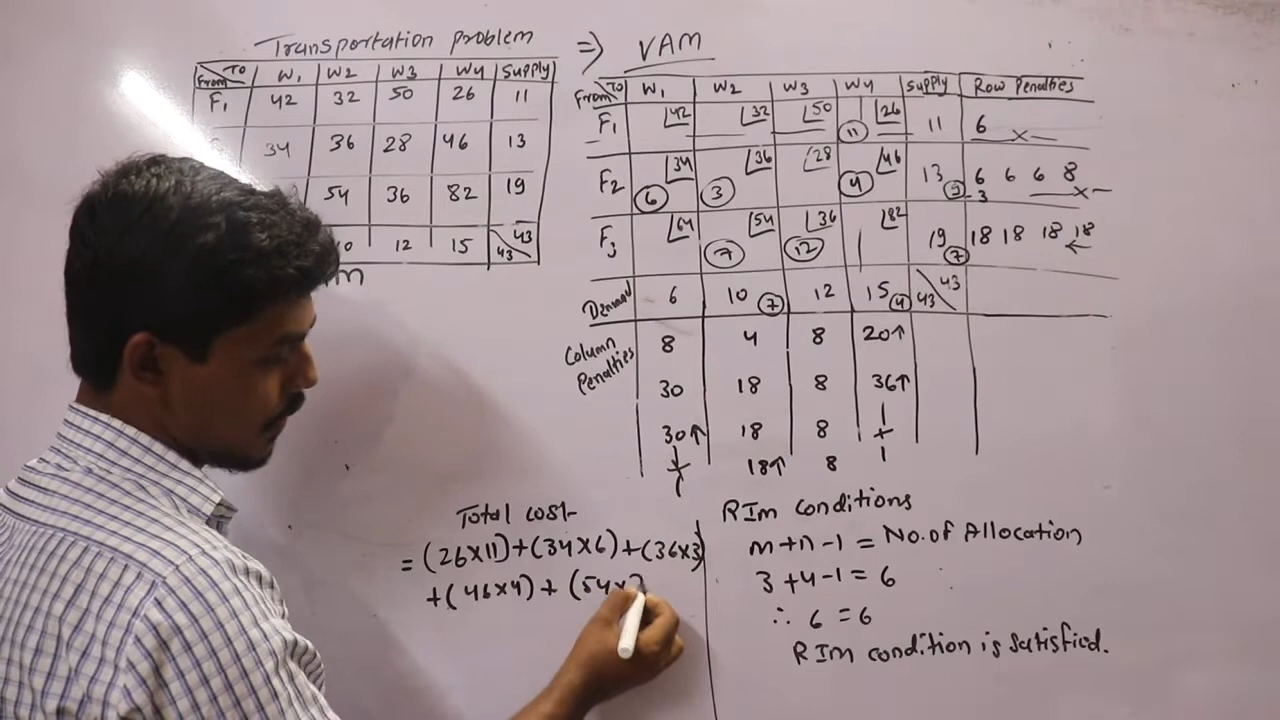 Transportation problem
=> VAM
From TO W1 W2 W3 W4 Supply
F1 42 32 50 26 11
34 36 28 46 13
54 36 82 19
10 12 15 43 43
From TO W1 W2 W3 W4 Supply Row Penalties
F1 42 32 50 11 26 11 6 x
F2 6 34 3 36 28 4 46 13 9 6 6 6 8 x
3
F3 64 7 54 12 36 82 19 7 18 18 18 18
Demand 6 10 7 12 15 4 43 43
Column Penalties 8 4 8 20↑
30 18 8 36↑
30↑ 18 8
18↑ 8
Total cost-
= (26x11)+(34x6)+(36x3)
+(46x4)+(54x7
RIm conditions
m+n-1 = No.of Allocation
3+4-1=6
∴ 6=6
RIm condition is satisfied.